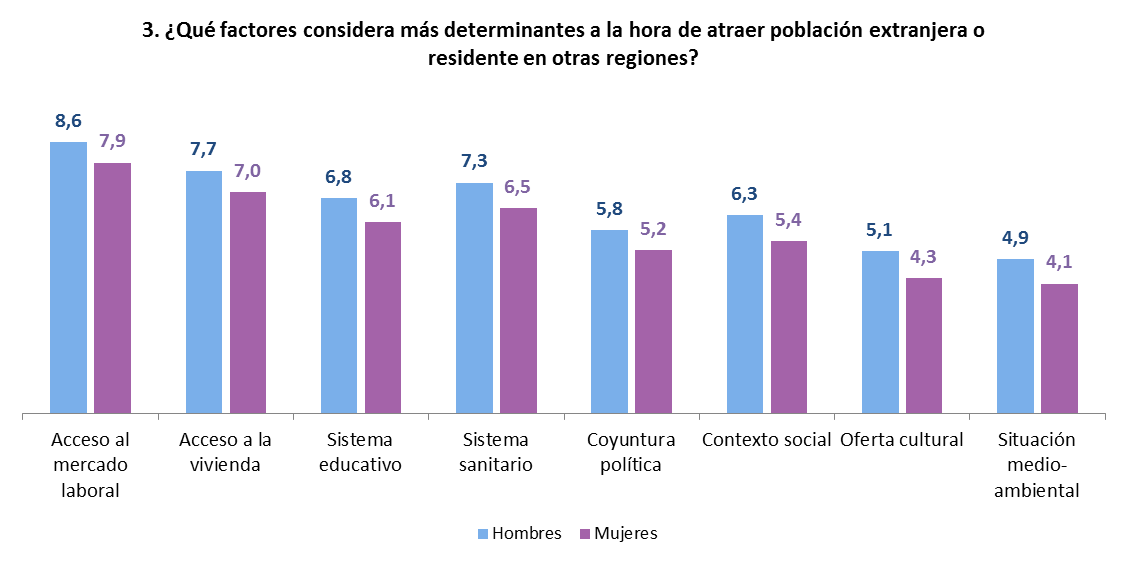 3. ¿Qué factores considera más determinantes a la hora de atraer población extranjera o
residente en otras regiones?
8,6
7,9
7,7
7,0
6,8
6,1
7,3
6,5
5,8
5,2
6,3
5,4
5,1
4,3
4,9
4,1
Acceso al
mercado
laboral
Acceso a la
vivienda
Sistema
educativo
Sistema
sanitario
Coyuntura
política
Contexto social
Oferta cultural
Situación
medio-
ambiental
Hombres
Mujeres